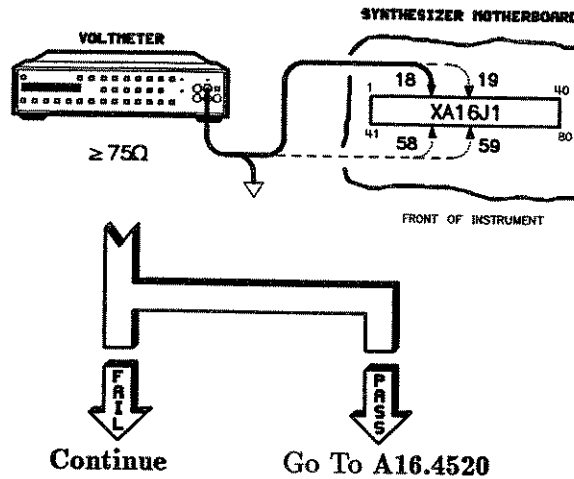 SYNTHESIZER MOTHERBOARD
VOLTMETER
18 19
1 40
XA16J1
41 80
58 59
≥ 75Ω
FRONT OF INSTRUMENT
FAIL
PASS
Continue
Go To A16.4520